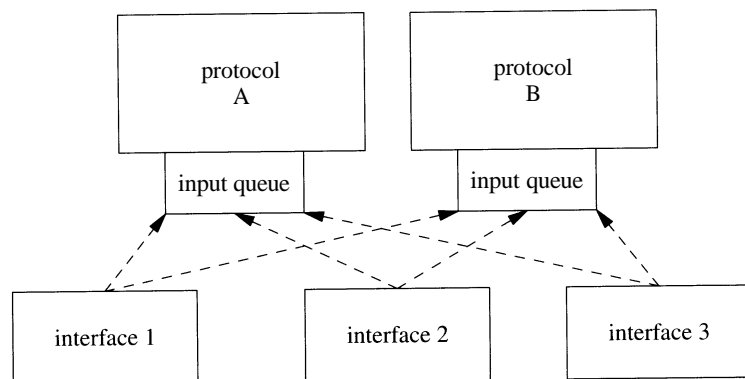 protocol
A
protocol
B
input queue
input queue
interface 1
interface 2
interface 3